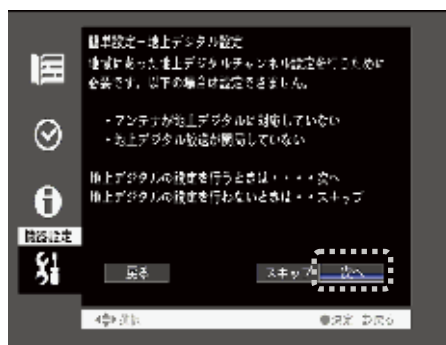 簡単設定－地上デジタル設定
地域にあった地上デジタルチャンネル設定を行うために
必要です。以下の場合は設定できません。
・アンテナが地上デジタルに対応していない
・地上デジタル放送が開局していない
地上デジタルの設定を行うときは・・・・次へ
地上デジタルの設定を行わないときは・・スキップ
機器設定
戻る
スキップ
次へ
選択
決定
戻る